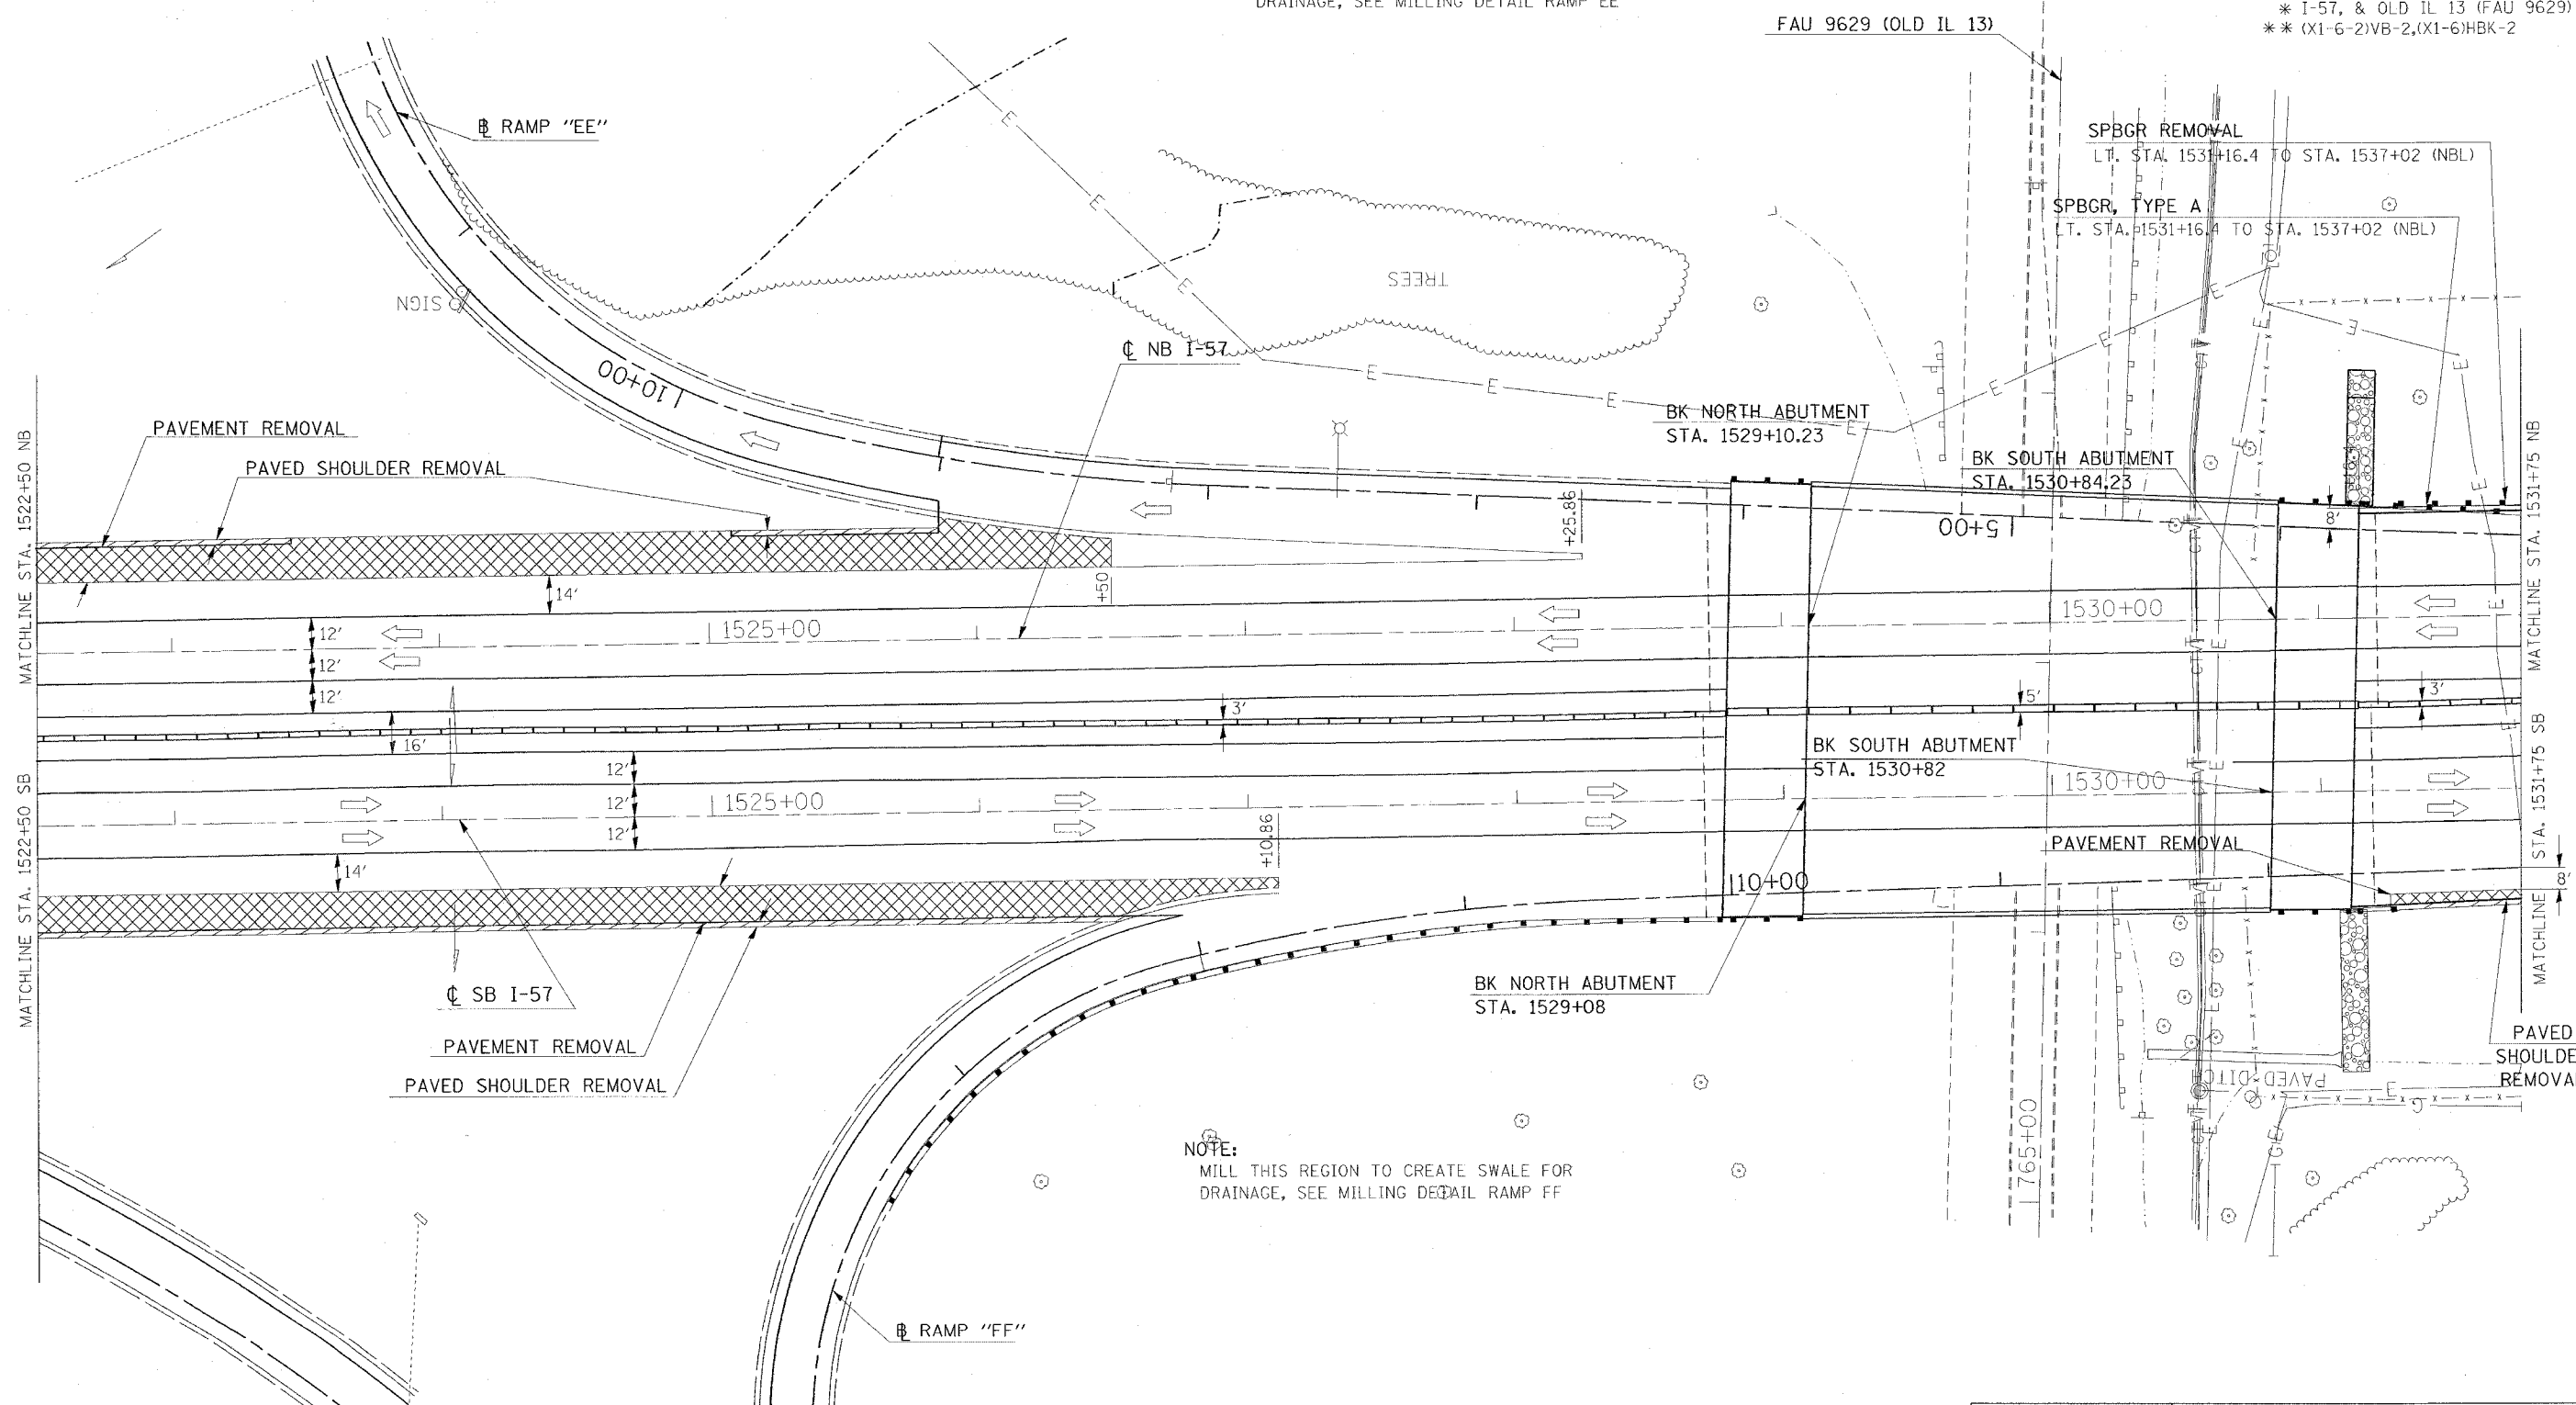 DRAINAGE, SEE MILLING DETAIL RAMP EE
* I-57, & OLD IL 13 (FAU 9629)
** (X1-6-2)VB-2,(X1-6)HBK-2
FAU 9629 (OLD IL 13)
℄ RAMP "EE"
SPBGR REMOVAL
LT. STA. 1531+16.4 TO STA. 1537+02 (NBL)
SPBGR, TYPE A
LT. STA. 1531+16.4 TO STA. 1537+02 (NBL)
SIGN
TREES
10+00
℄ NB I-57
BK NORTH ABUTMENT
STA. 1529+10.23
BK SOUTH ABUTMENT
STA. 1530+84.23
PAVEMENT REMOVAL
PAVED SHOULDER REMOVAL
MATCHLINE STA. 1522+50 NB
MATCHLINE STA. 1531+75 NB
+25.86
5+00
8'
+50
14'
12'
12'
12'
1525+00
1530+00
3'
5'
3'
16'
MATCHLINE STA. 1522+50 SB
MATCHLINE STA. 1531+75 SB
12'
12'
12'
1525+00
1530+00
BK SOUTH ABUTMENT
STA. 1530+82
+10.86
14'
10+00
PAVEMENT REMOVAL
8'
℄ SB I-57
PAVEMENT REMOVAL
PAVED SHOULDER REMOVAL
BK NORTH ABUTMENT
STA. 1529+08
PAVED
SHOULDE
REMOVA
PAVED DITCH
1765+00
NOTE:
MILL THIS REGION TO CREATE SWALE FOR
DRAINAGE, SEE MILLING DETAIL RAMP FF
℄ RAMP "FF"